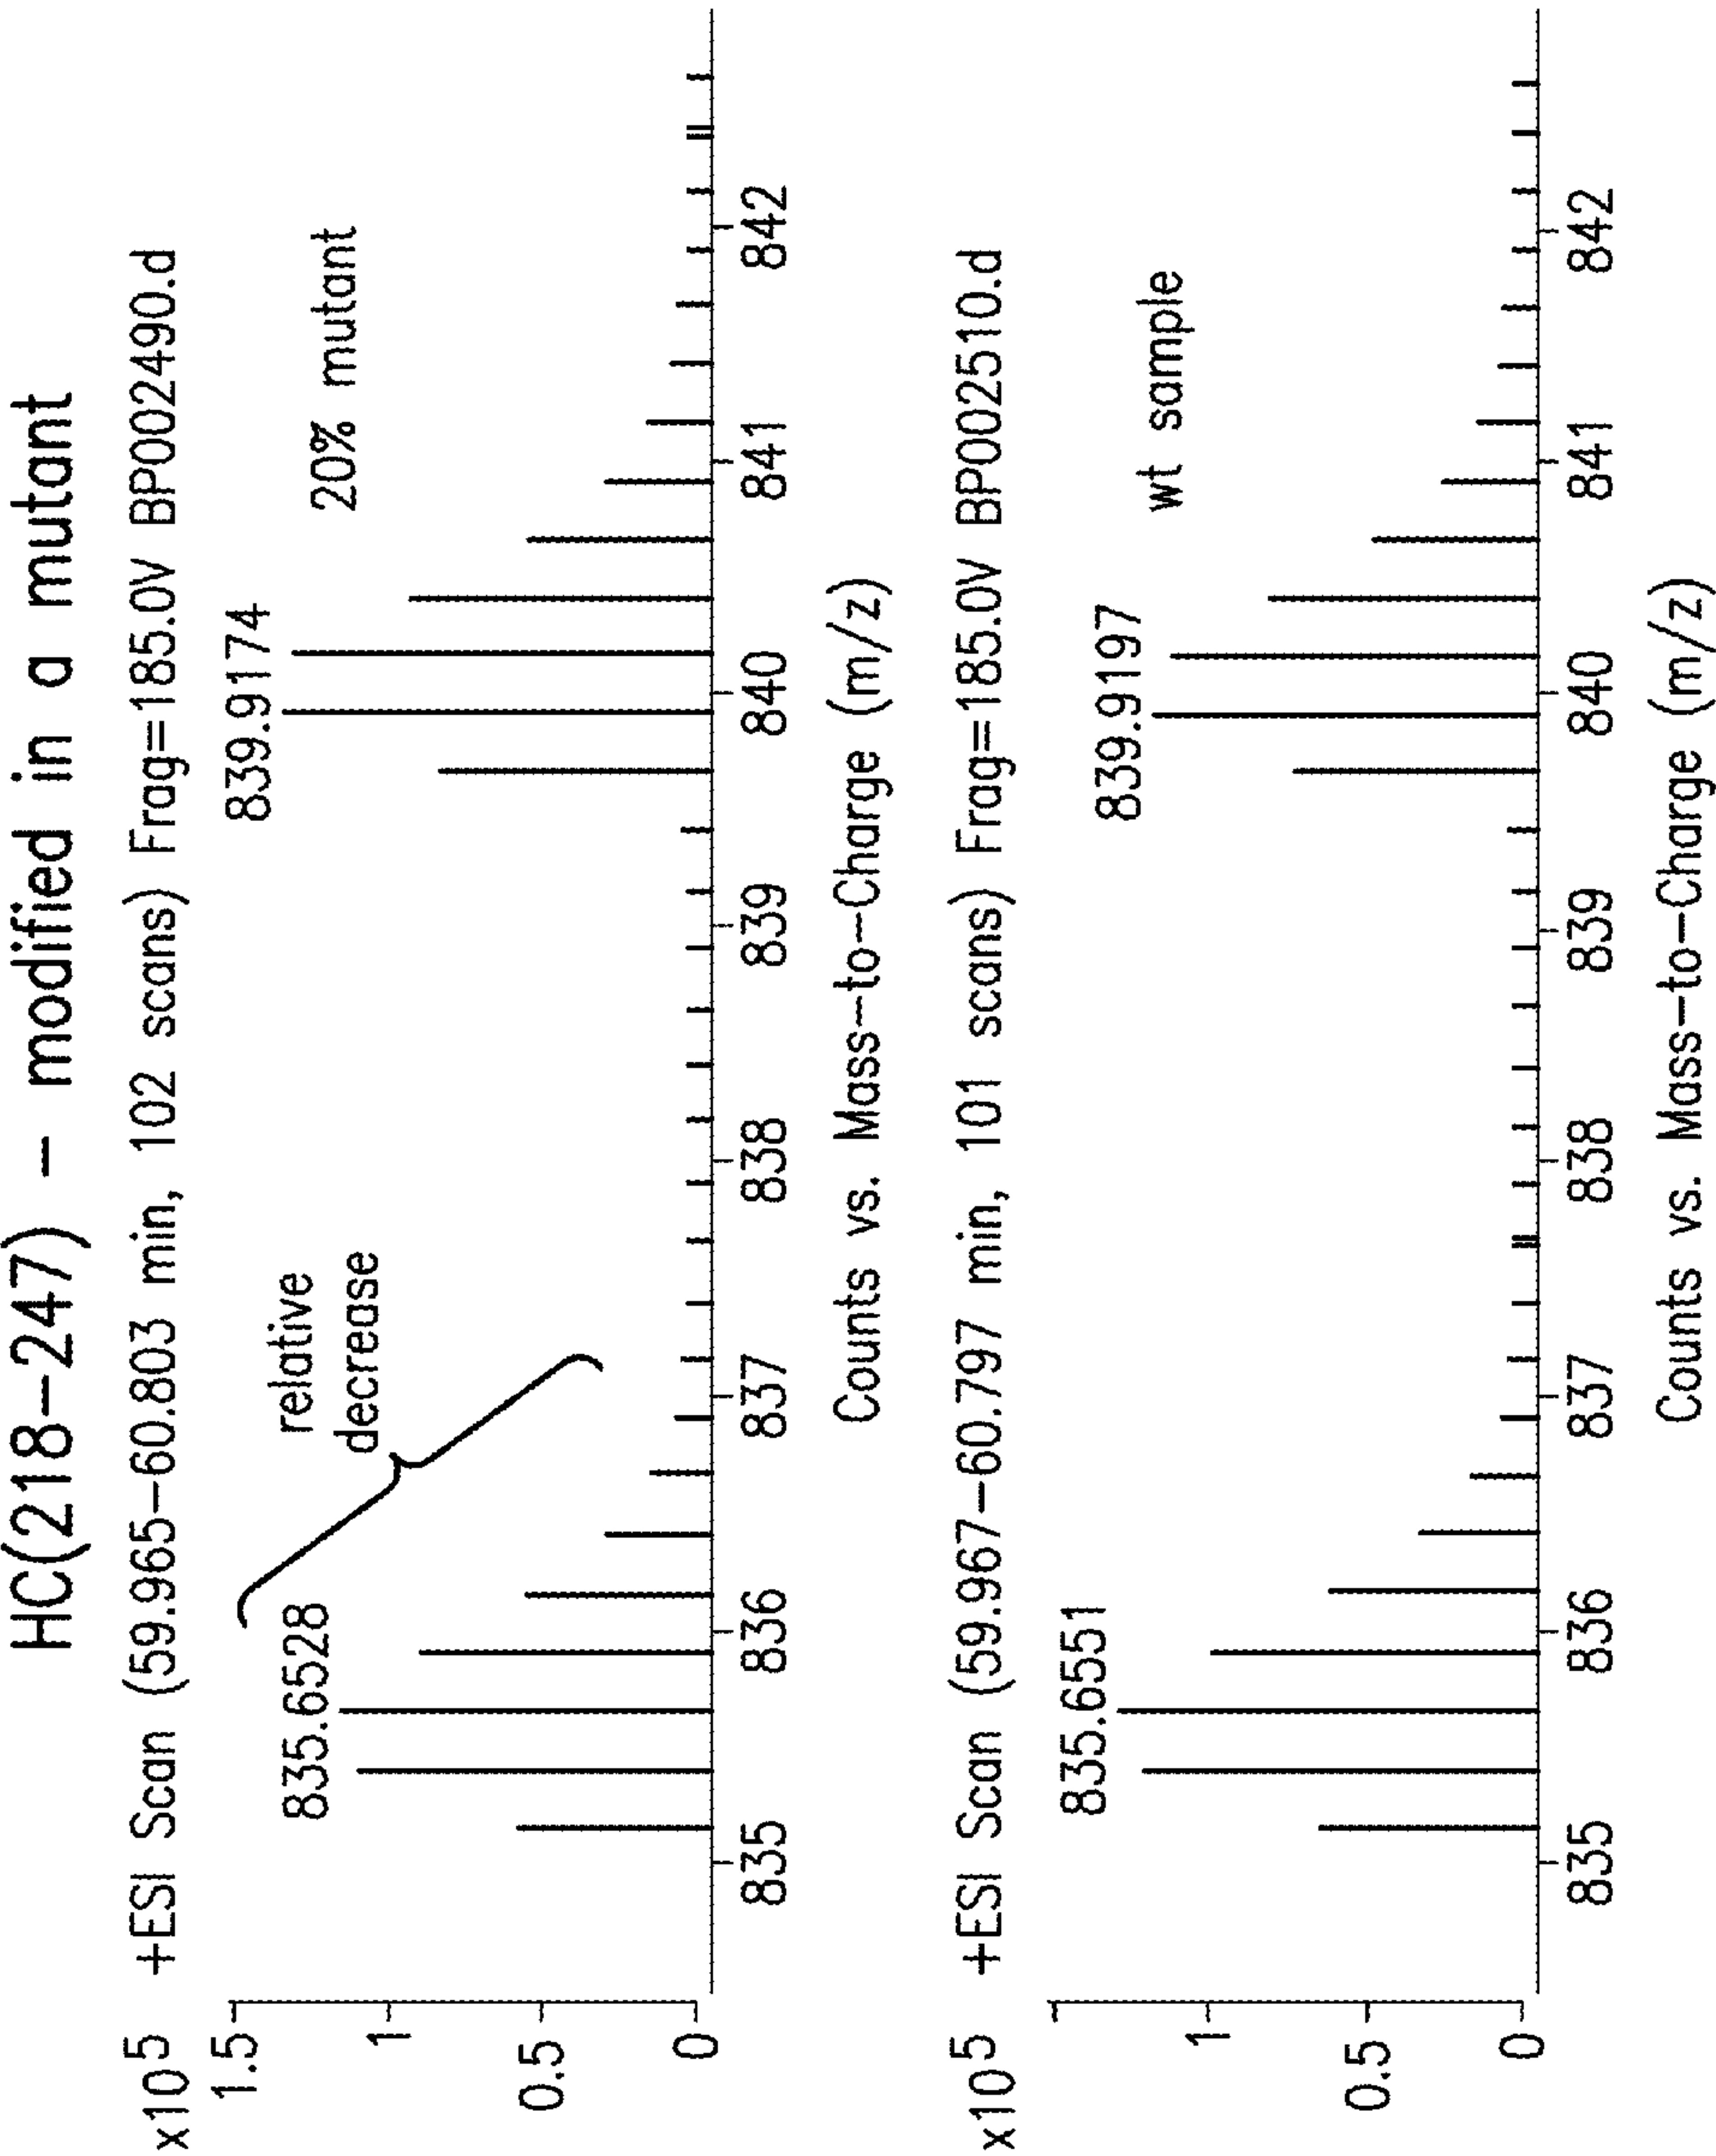 HC(218-247) - modified in a mutant
x10⁵ +ESI Scan (59.965-60.803 min, 102 scans) Frag=185.0V BP002490.d
1.5
1
0.5
0
835.6528
relative
decrease
839.9174
20% mutant
835 836 837 838 839 840 841 842
Counts vs. Mass-to-Charge (m/z)
x10⁵ +ESI Scan (59.967-60.797 min, 101 scans) Frag=185.0V BP002510.d
1
0.5
0
835.6551
839.9197
wt sample
835 836 837 838 839 840 841 842
Counts vs. Mass-to-Charge (m/z)